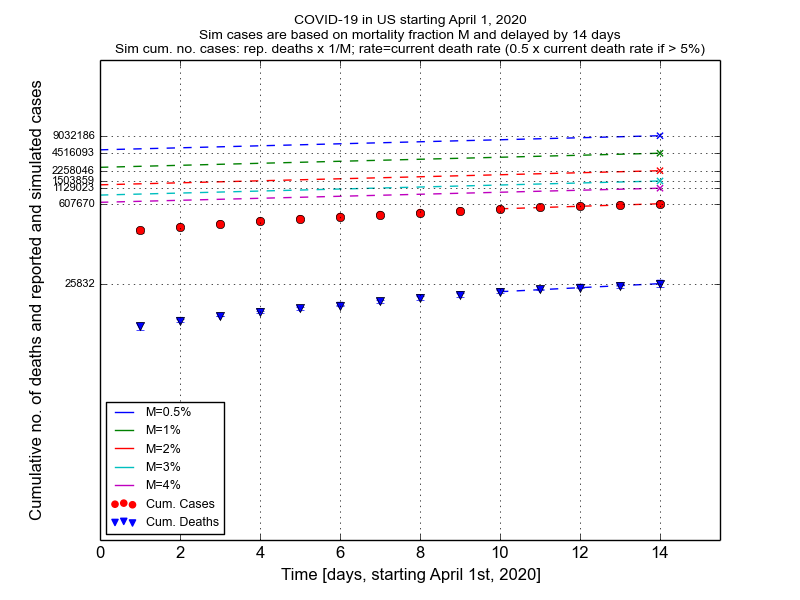 COVID-19 in US starting April 1, 2020
Sim cases are based on mortality fraction M and delayed by 14 days
Sim cum. no. cases: rep. deaths x 1/M; rate=current death rate (0.5 x current death rate if > 5%)
Cumulative no. of deaths and reported and simulated cases
9032186
4516093
2258046
1503859
1129023
607670
25832
M=0.5%
M=1%
M=2%
M=3%
M=4%
Cum. Cases
Cum. Deaths
0 2 4 6 8 10 12 14
Time [days, starting April 1st, 2020]